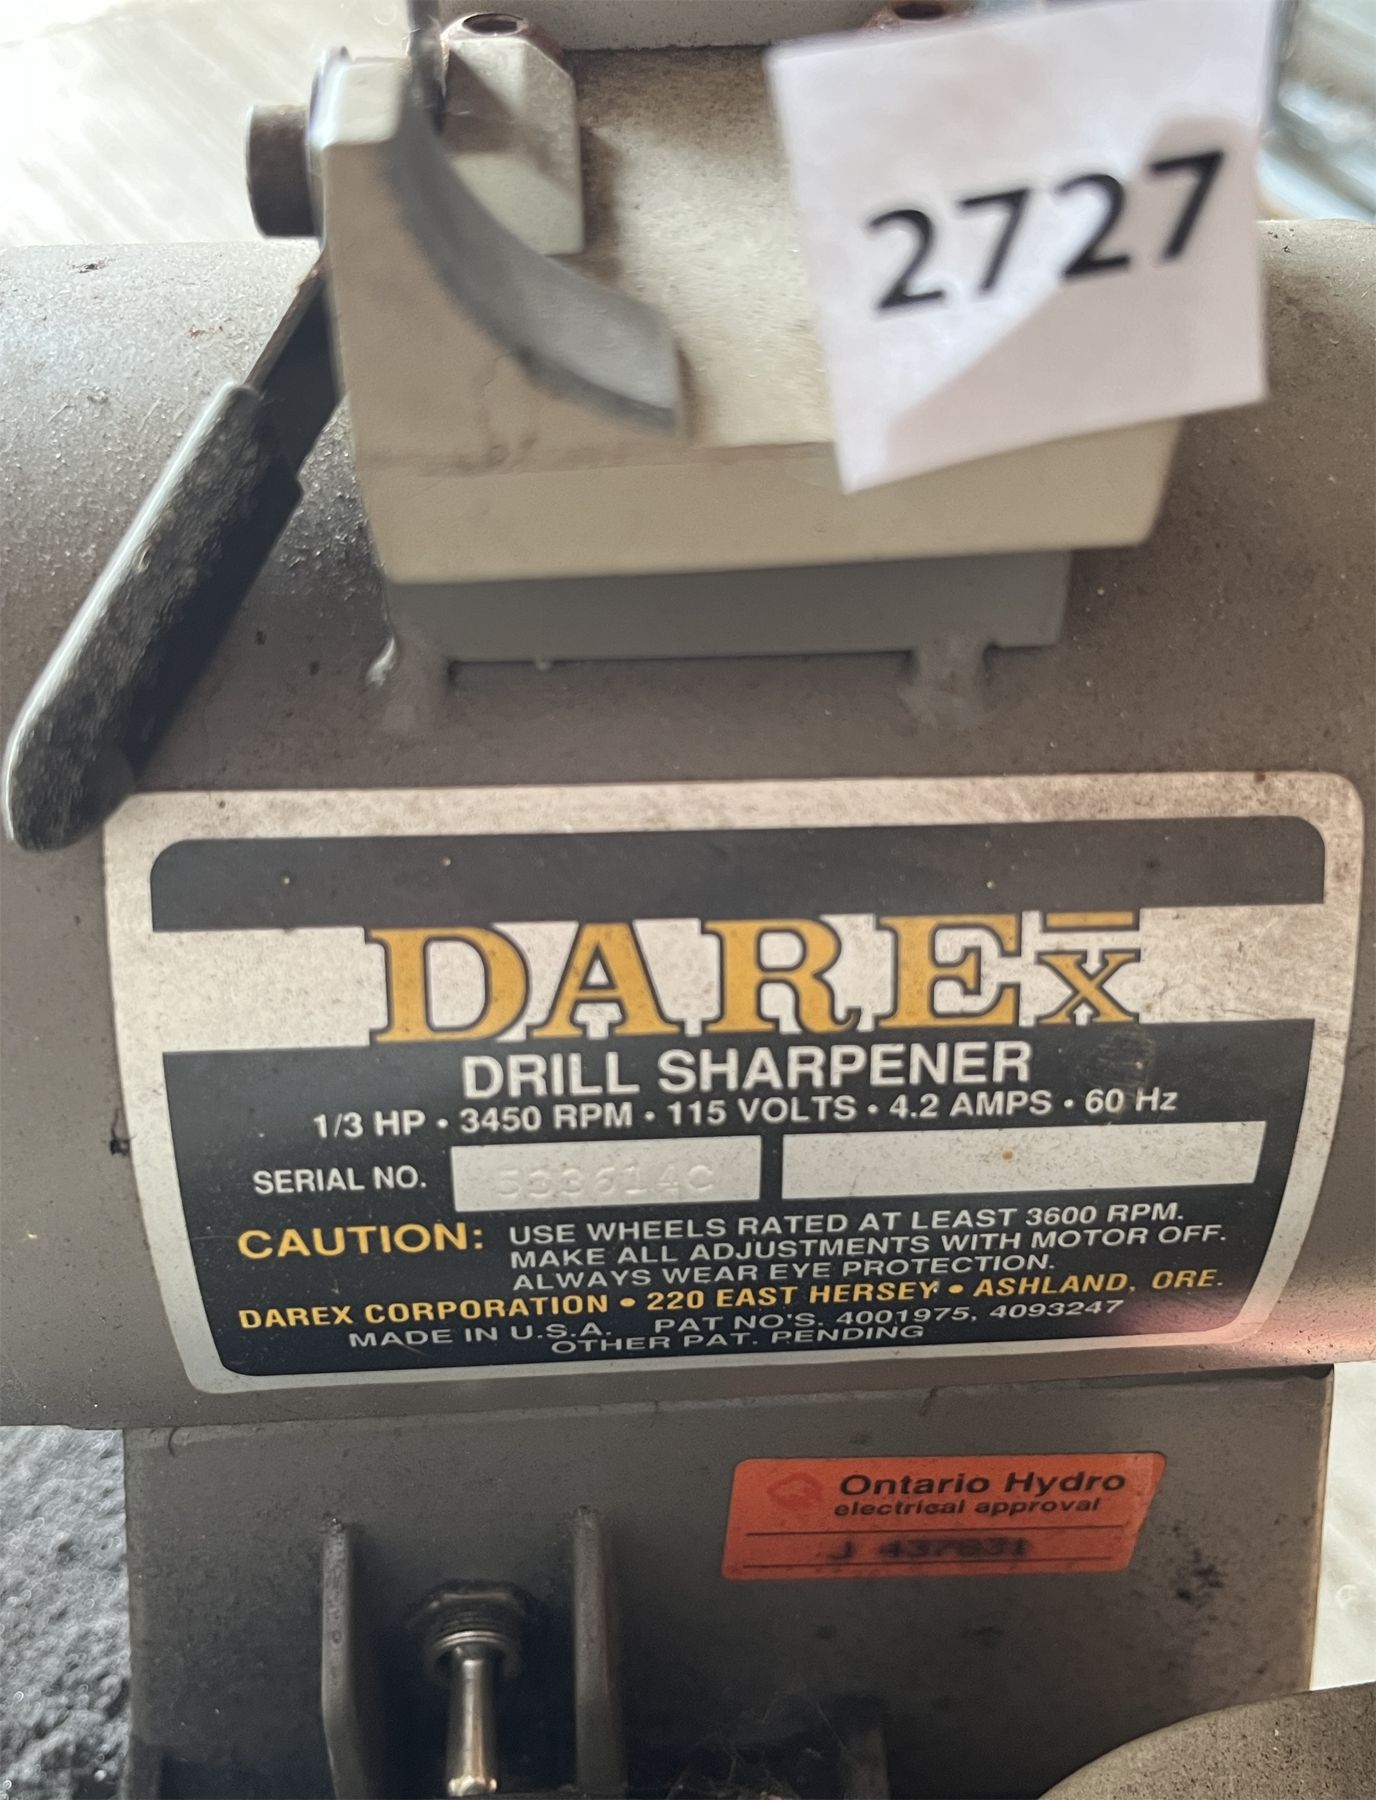 2727
DAREX
DRILL SHARPENER
1/3 HP • 3450 RPM • 115 VOLTS • 4.2 AMPS • 60 Hz
SERIAL NO. 533614C
CAUTION: USE WHEELS RATED AT LEAST 3600 RPM.
MAKE ALL ADJUSTMENTS WITH MOTOR OFF.
ALWAYS WEAR EYE PROTECTION.
DAREX CORPORATION • 220 EAST HERSEY • ASHLAND, ORE.
MADE IN U.S.A. PAT NO'S. 4001975, 4093247
OTHER PAT. PENDING
Ontario Hydro
electrical approval
J